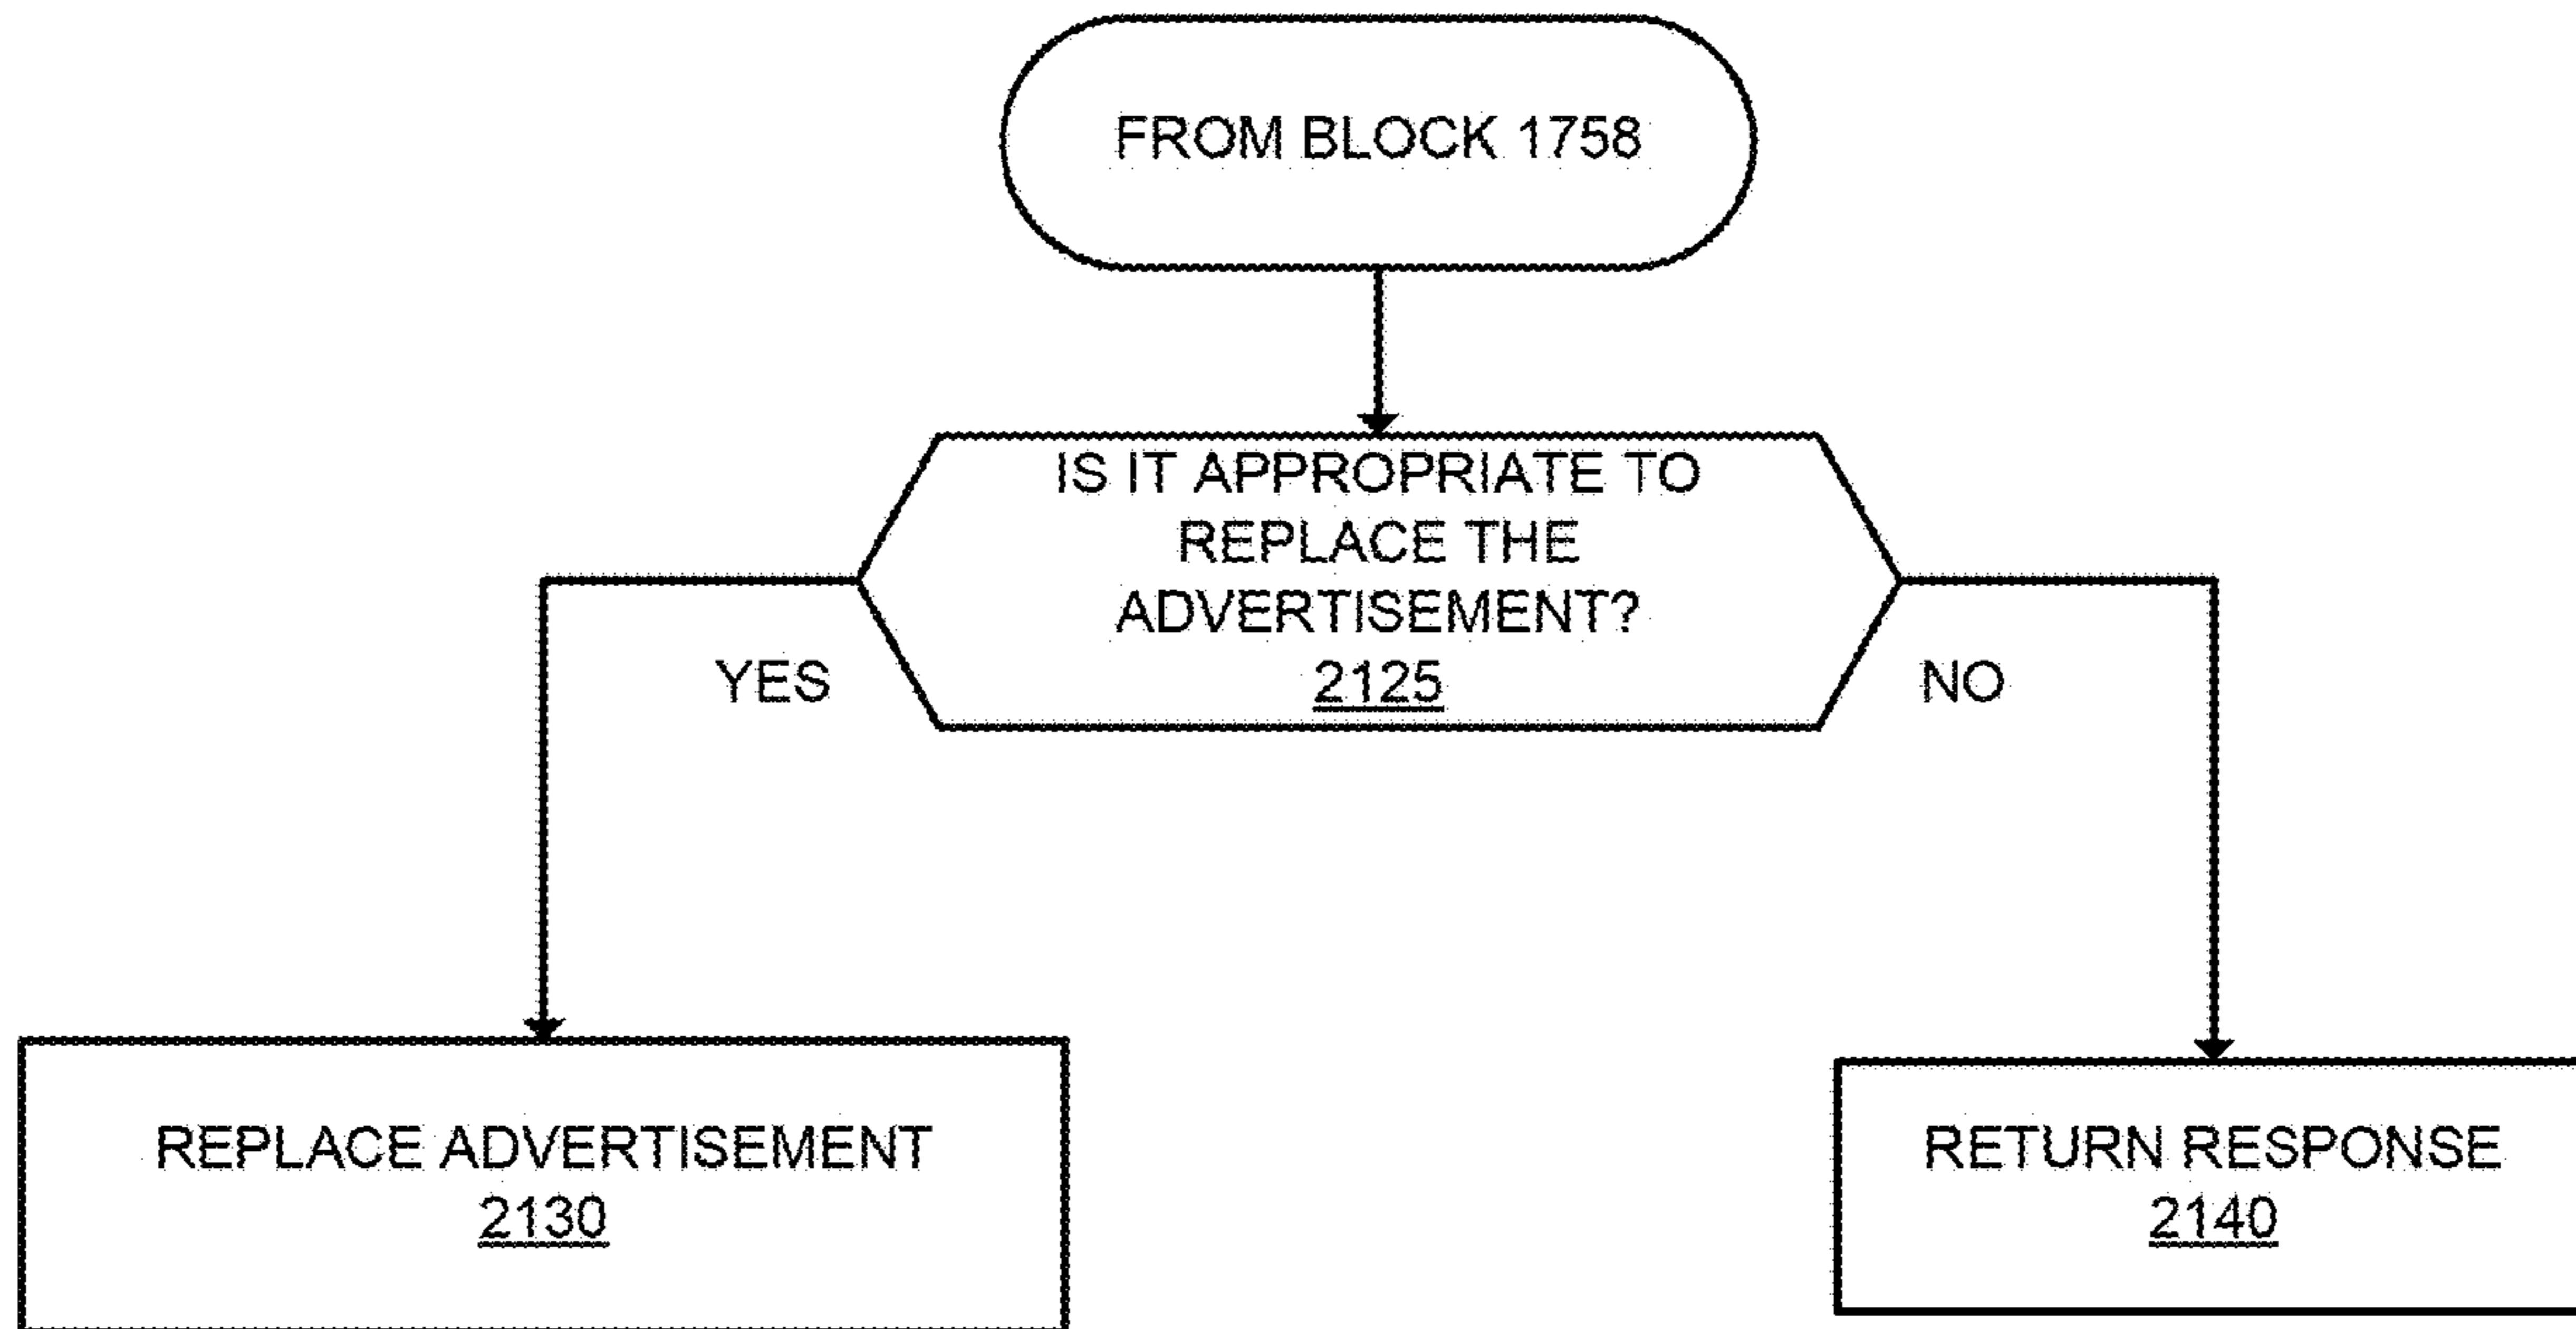 FROM BLOCK 1758
IS IT APPROPRIATE TO
REPLACE THE
ADVERTISEMENT?
2125
YES
NO
REPLACE ADVERTISEMENT
2130
RETURN RESPONSE
2140